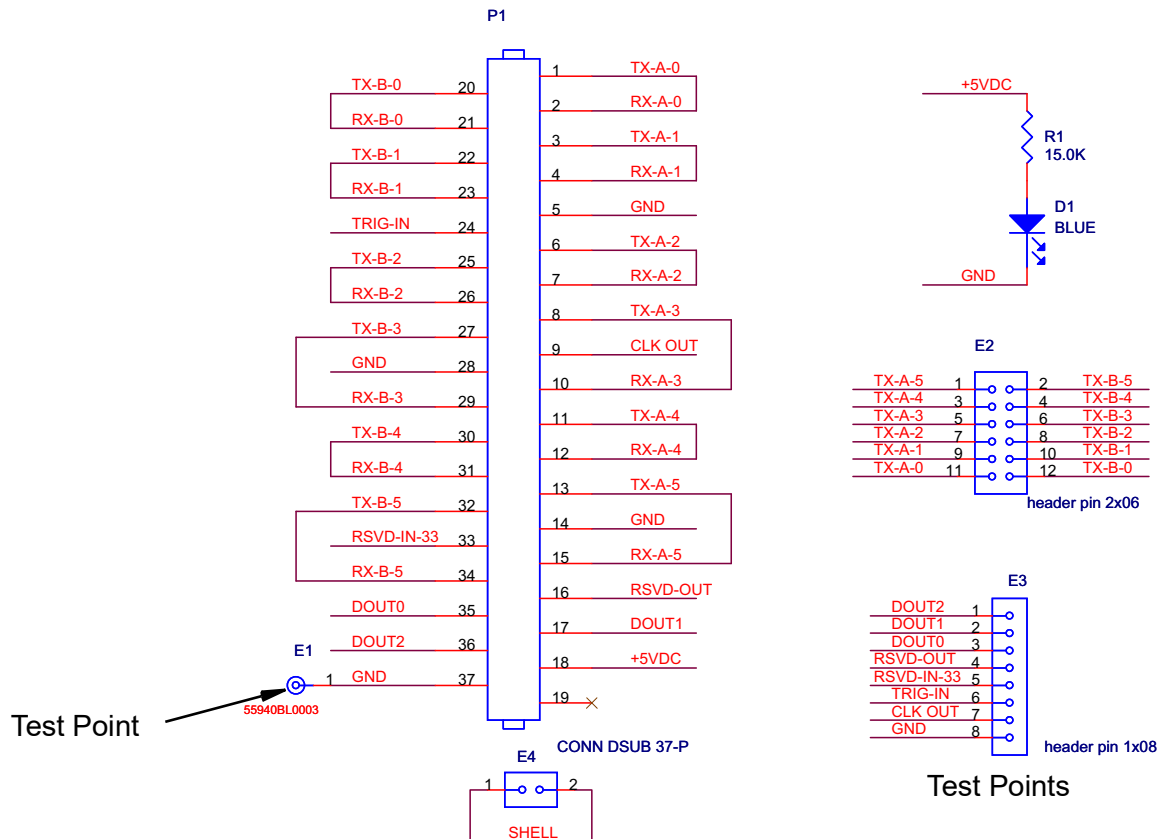 P1
TX-B-0 20
RX-B-0 21
TX-B-1 22
RX-B-1 23
TRIG-IN 24
TX-B-2 25
RX-B-2 26
TX-B-3 27
GND 28
RX-B-3 29
TX-B-4 30
RX-B-4 31
TX-B-5 32
RSVD-IN-33 33
RX-B-5 34
DOUT0 35
DOUT2 36
E1
1 GND 37
55940BL0003
Test Point
1 TX-A-0
2 RX-A-0
3 TX-A-1
4 RX-A-1
5 GND
6 TX-A-2
7 RX-A-2
8 TX-A-3
9 CLK OUT
10 RX-A-3
11 TX-A-4
12 RX-A-4
13 TX-A-5
14 GND
15 RX-A-5
16 RSVD-OUT
17 DOUT1
18 +5VDC
19
CONN DSUB 37-P
E4
1 2
SHELL
+5VDC
R1
15.0K
D1
BLUE
GND
E2
TX-A-5 1 2 TX-B-5
TX-A-4 3 4 TX-B-4
TX-A-3 5 6 TX-B-3
TX-A-2 7 8 TX-B-2
TX-A-1 9 10 TX-B-1
TX-A-0 11 12 TX-B-0
header pin 2x06
E3
DOUT2 1
DOUT1 2
DOUT0 3
RSVD-OUT 4
RSVD-IN-33 5
TRIG-IN 6
CLK OUT 7
GND 8
header pin 1x08
Test Points